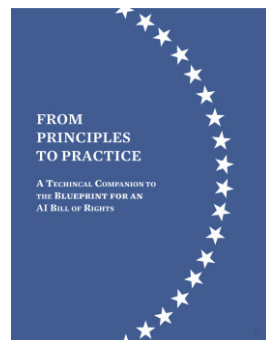 FROM
PRINCIPLES
TO PRACTICE
A TECHINCAL COMPANION TO
THE BLUEPRINT FOR AN
AI BILL OF RIGHTS